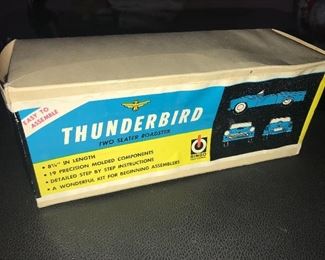 EASY TO
ASSEMBLE
THUNDERBIRD
TWO SEATER ROADSTER
• 8½" IN LENGTH
• 19 PRECISION MOLDED COMPONENTS
• DETAILED STEP BY STEP INSTRUCTIONS
• A WONDERFUL KIT FOR BEGINNING ASSEMBLERS